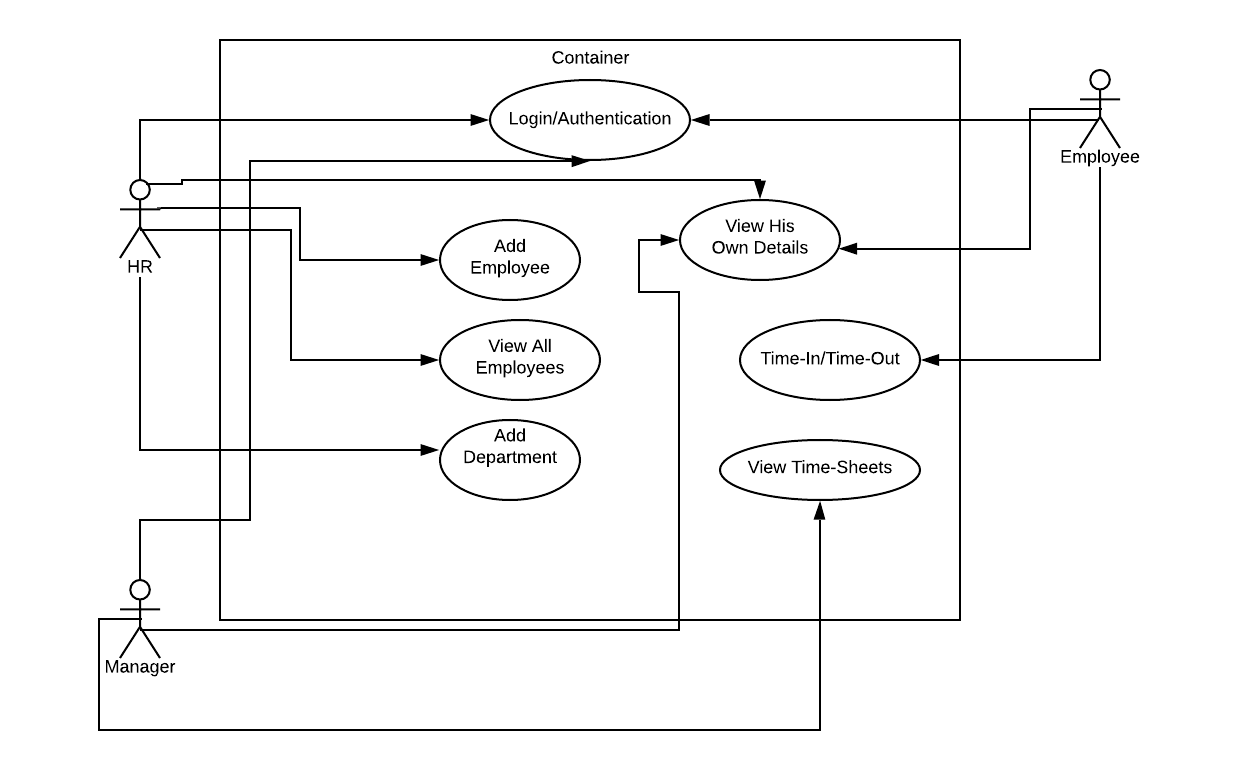 Container
Login/Authentication
Employee
HR
View His
Own Details
Add
Employee
View All
Employees
Time-In/Time-Out
Add
Department
View Time-Sheets
Manager